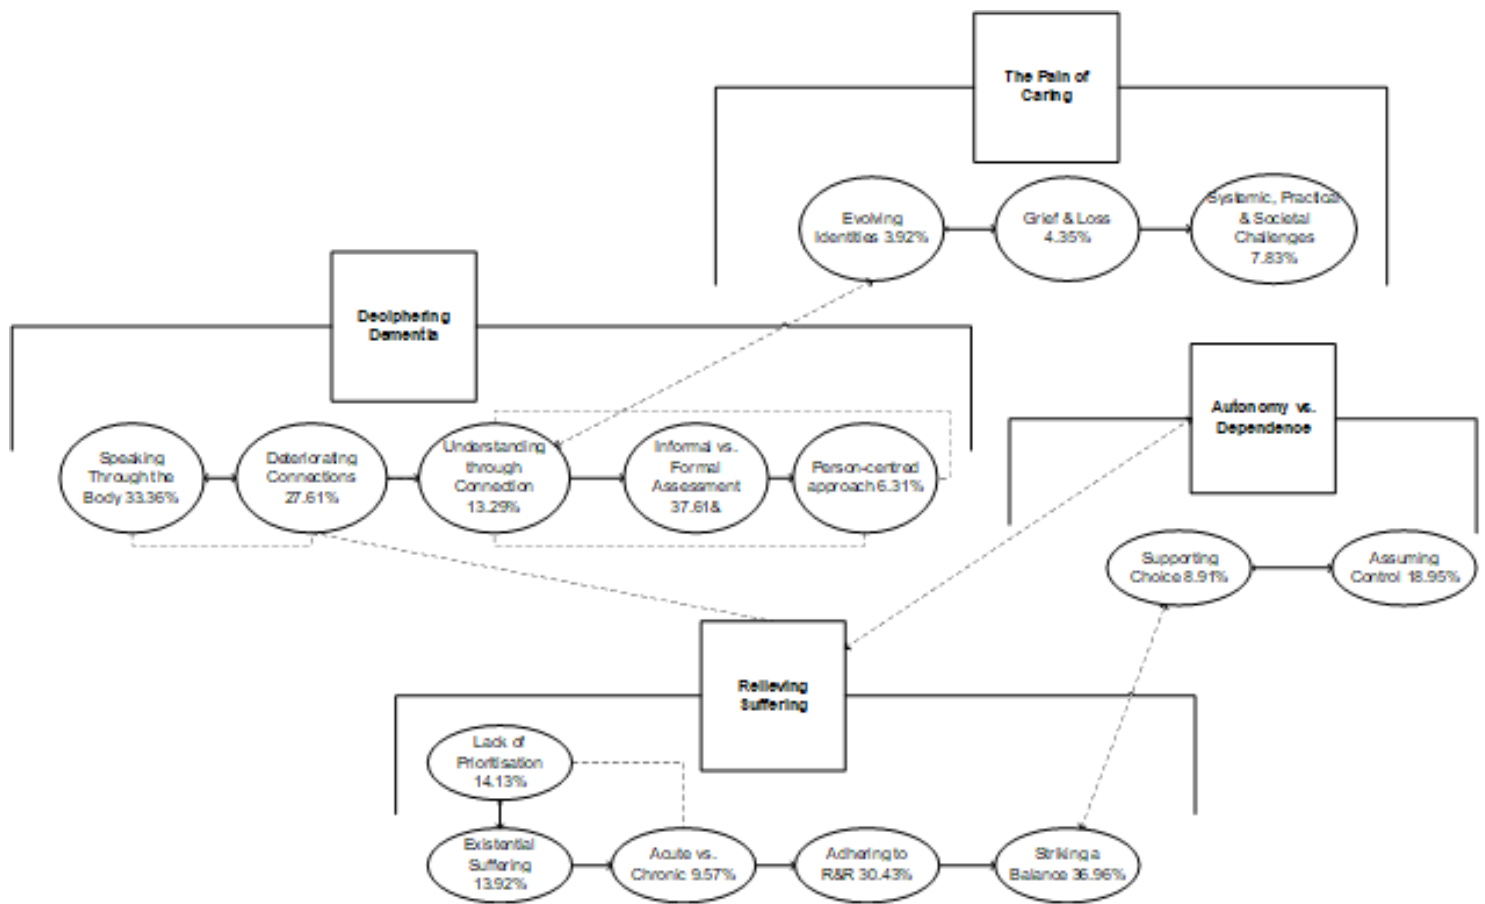 The Pain of
Caring
Evolving
Identities 3.92%
Grief & Loss
4.35%
Systemic, Practical
& Societal
Challenges
7.83%
Deciphering
Dementia
Speaking
Through the
Body 33.36%
Deteriorating
Connections
27.61%
Understanding
through
Connection
13.29%
Informal vs.
Formal
Assessment
37.61&
Person-centred
approach 6.31%
Autonomy vs.
Dependence
Supporting
Choice 8.91%
Assuming
Control 18.95%
Relieving
Suffering
Lack of
Prioritisation
14.13%
Existential
Suffering
13.92%
Acute vs.
Chronic 9.57%
Adhering to
R&R 30.43%
Striking a
Balance 36.96%